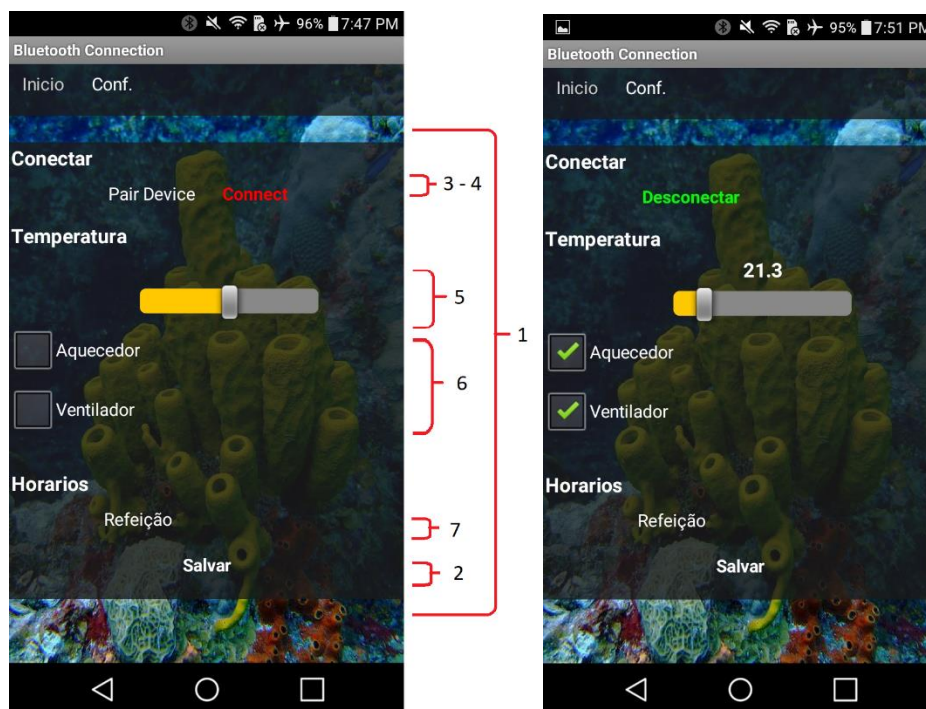 96% 7:47 PM
Bluetooth Connection
Inicio Conf.
Conectar
Pair Device Connect
Temperatura
Aquecedor
Ventilador
Horarios
Refeição
Salvar
3 - 4
5
1
6
7
2
95% 7:51 PM
Bluetooth Connection
Inicio Conf.
Conectar
Desconectar
Temperatura
21.3
Aquecedor
Ventilador
Horarios
Refeição
Salvar